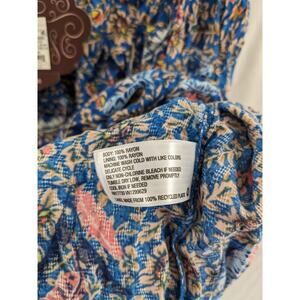 BODY: 100% RAYON
LINING: 100% RAYON
MACHINE WASH COLD WITH LIKE COLORS
DELICATE CYCLE
ONLY NON-CHLORINE BLEACH IF NEEDED
TUMBLE DRY LOW, REMOVE PROMPTLY
COOL IRON IF NEEDED
LABEL MADE FROM 100% RECYCLED